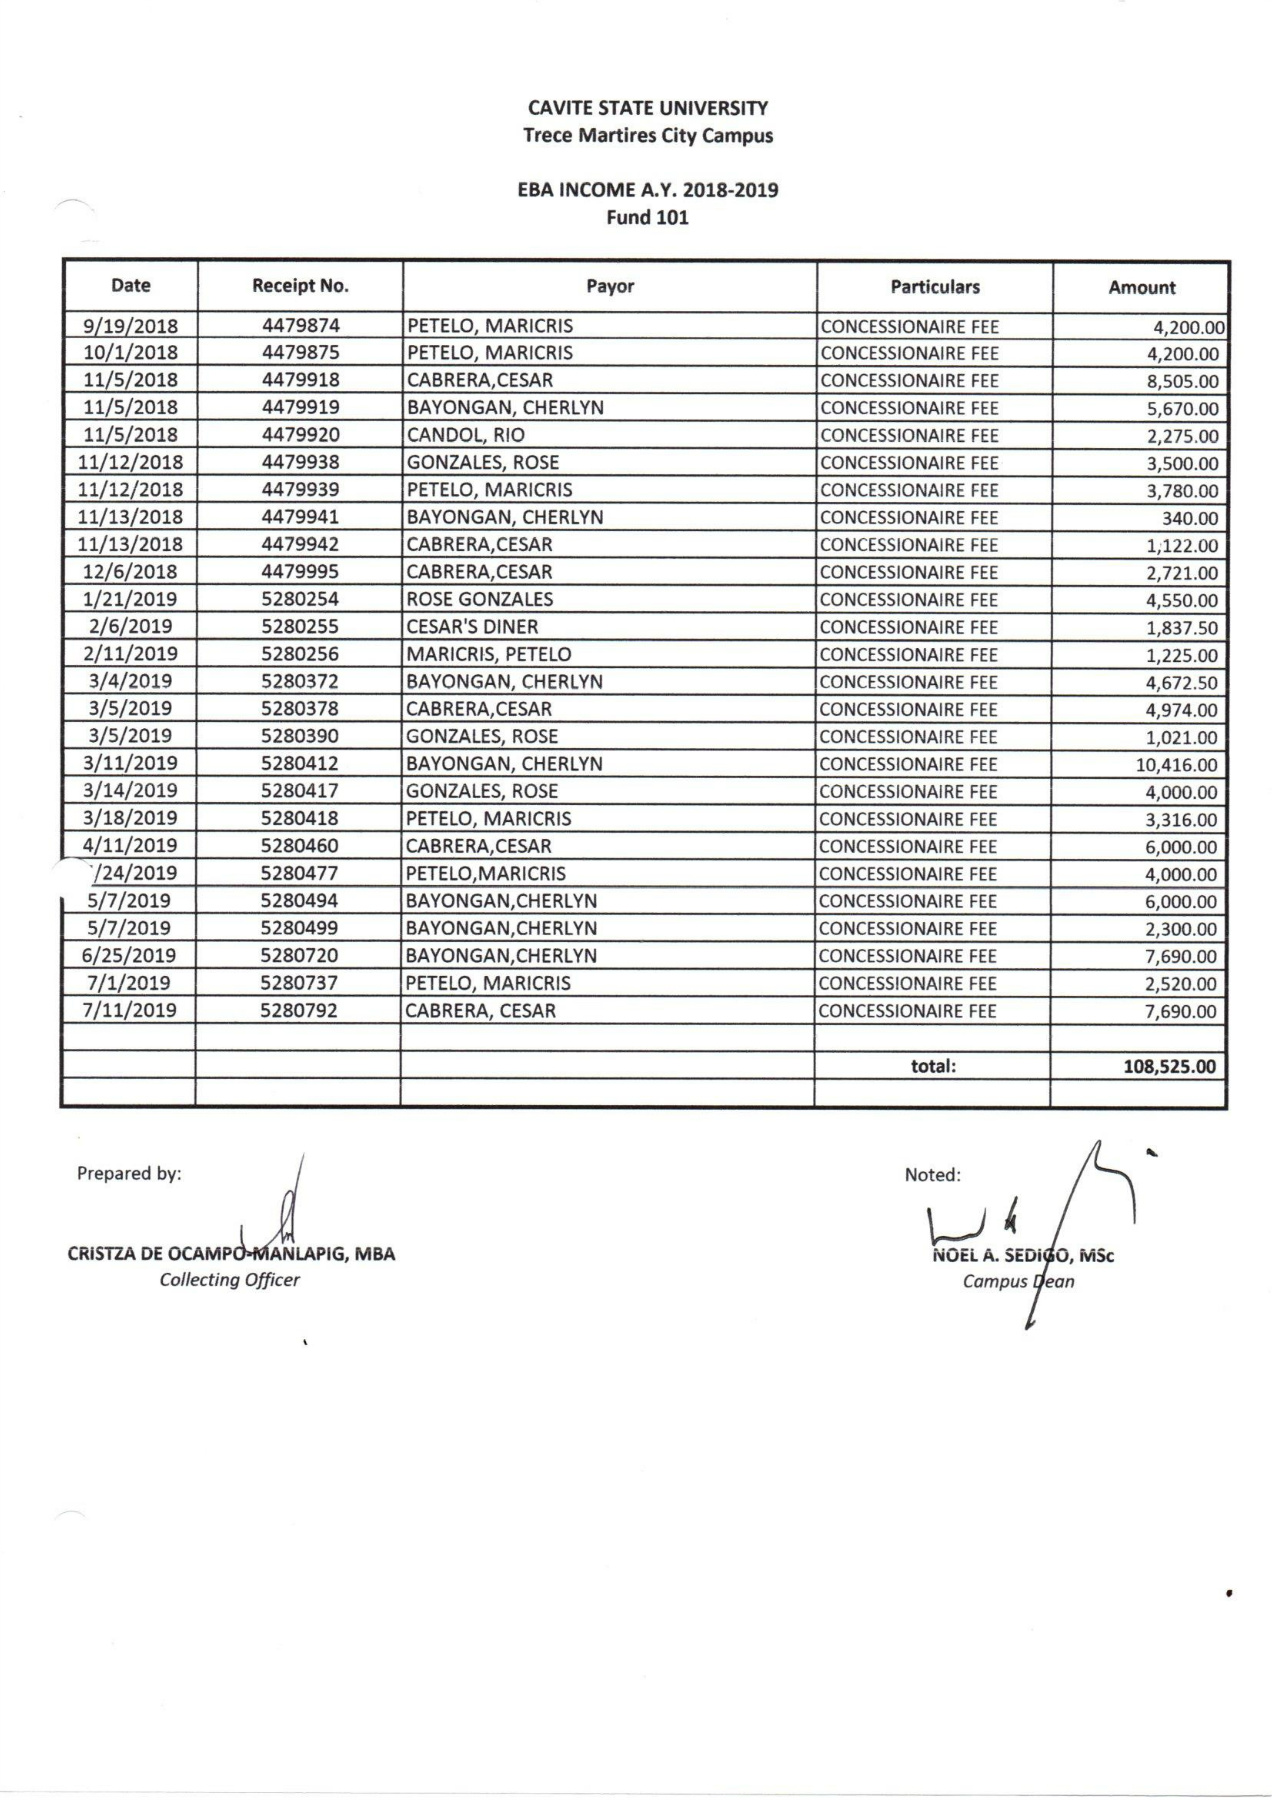 CAVITE STATE UNIVERSITY
Trece Martires City Campus
EBA INCOME A.Y. 2018-2019
Fund 101
Date Receipt No. Payor Particulars Amount
9/19/2018 4479874 PETELO, MARICRIS CONCESSIONAIRE FEE 4,200.00
10/1/2018 4479875 PETELO, MARICRIS CONCESSIONAIRE FEE 4,200.00
11/5/2018 4479918 CABRERA,CESAR CONCESSIONAIRE FEE 8,505.00
11/5/2018 4479919 BAYONGAN, CHERLYN CONCESSIONAIRE FEE 5,670.00
11/5/2018 4479920 CANDOL, RIO CONCESSIONAIRE FEE 2,275.00
11/12/2018 4479938 GONZALES, ROSE CONCESSIONAIRE FEE 3,500.00
11/12/2018 4479939 PETELO, MARICRIS CONCESSIONAIRE FEE 3,780.00
11/13/2018 4479941 BAYONGAN, CHERLYN CONCESSIONAIRE FEE 340.00
11/13/2018 4479942 CABRERA,CESAR CONCESSIONAIRE FEE 1,122.00
12/6/2018 4479995 CABRERA,CESAR CONCESSIONAIRE FEE 2,721.00
1/21/2019 5280254 ROSE GONZALES CONCESSIONAIRE FEE 4,550.00
2/6/2019 5280255 CESAR'S DINER CONCESSIONAIRE FEE 1,837.50
2/11/2019 5280256 MARICRIS, PETELO CONCESSIONAIRE FEE 1,225.00
3/4/2019 5280372 BAYONGAN, CHERLYN CONCESSIONAIRE FEE 4,672.50
3/5/2019 5280378 CABRERA,CESAR CONCESSIONAIRE FEE 4,974.00
3/5/2019 5280390 GONZALES, ROSE CONCESSIONAIRE FEE 1,021.00
3/11/2019 5280412 BAYONGAN, CHERLYN CONCESSIONAIRE FEE 10,416.00
3/14/2019 5280417 GONZALES, ROSE CONCESSIONAIRE FEE 4,000.00
3/18/2019 5280418 PETELO, MARICRIS CONCESSIONAIRE FEE 3,316.00
4/11/2019 5280460 CABRERA,CESAR CONCESSIONAIRE FEE 6,000.00
/24/2019 5280477 PETELO,MARICRIS CONCESSIONAIRE FEE 4,000.00
5/7/2019 5280494 BAYONGAN,CHERLYN CONCESSIONAIRE FEE 6,000.00
5/7/2019 5280499 BAYONGAN,CHERLYN CONCESSIONAIRE FEE 2,300.00
6/25/2019 5280720 BAYONGAN,CHERLYN CONCESSIONAIRE FEE 7,690.00
7/1/2019 5280737 PETELO, MARICRIS CONCESSIONAIRE FEE 2,520.00
7/11/2019 5280792 CABRERA, CESAR CONCESSIONAIRE FEE 7,690.00
total: 108,525.00
Prepared by: Noted:
CRISTZA DE OCAMPO-MANLAPIG, MBA NOEL A. SEDIGO, MSc
Collecting Officer Campus Dean